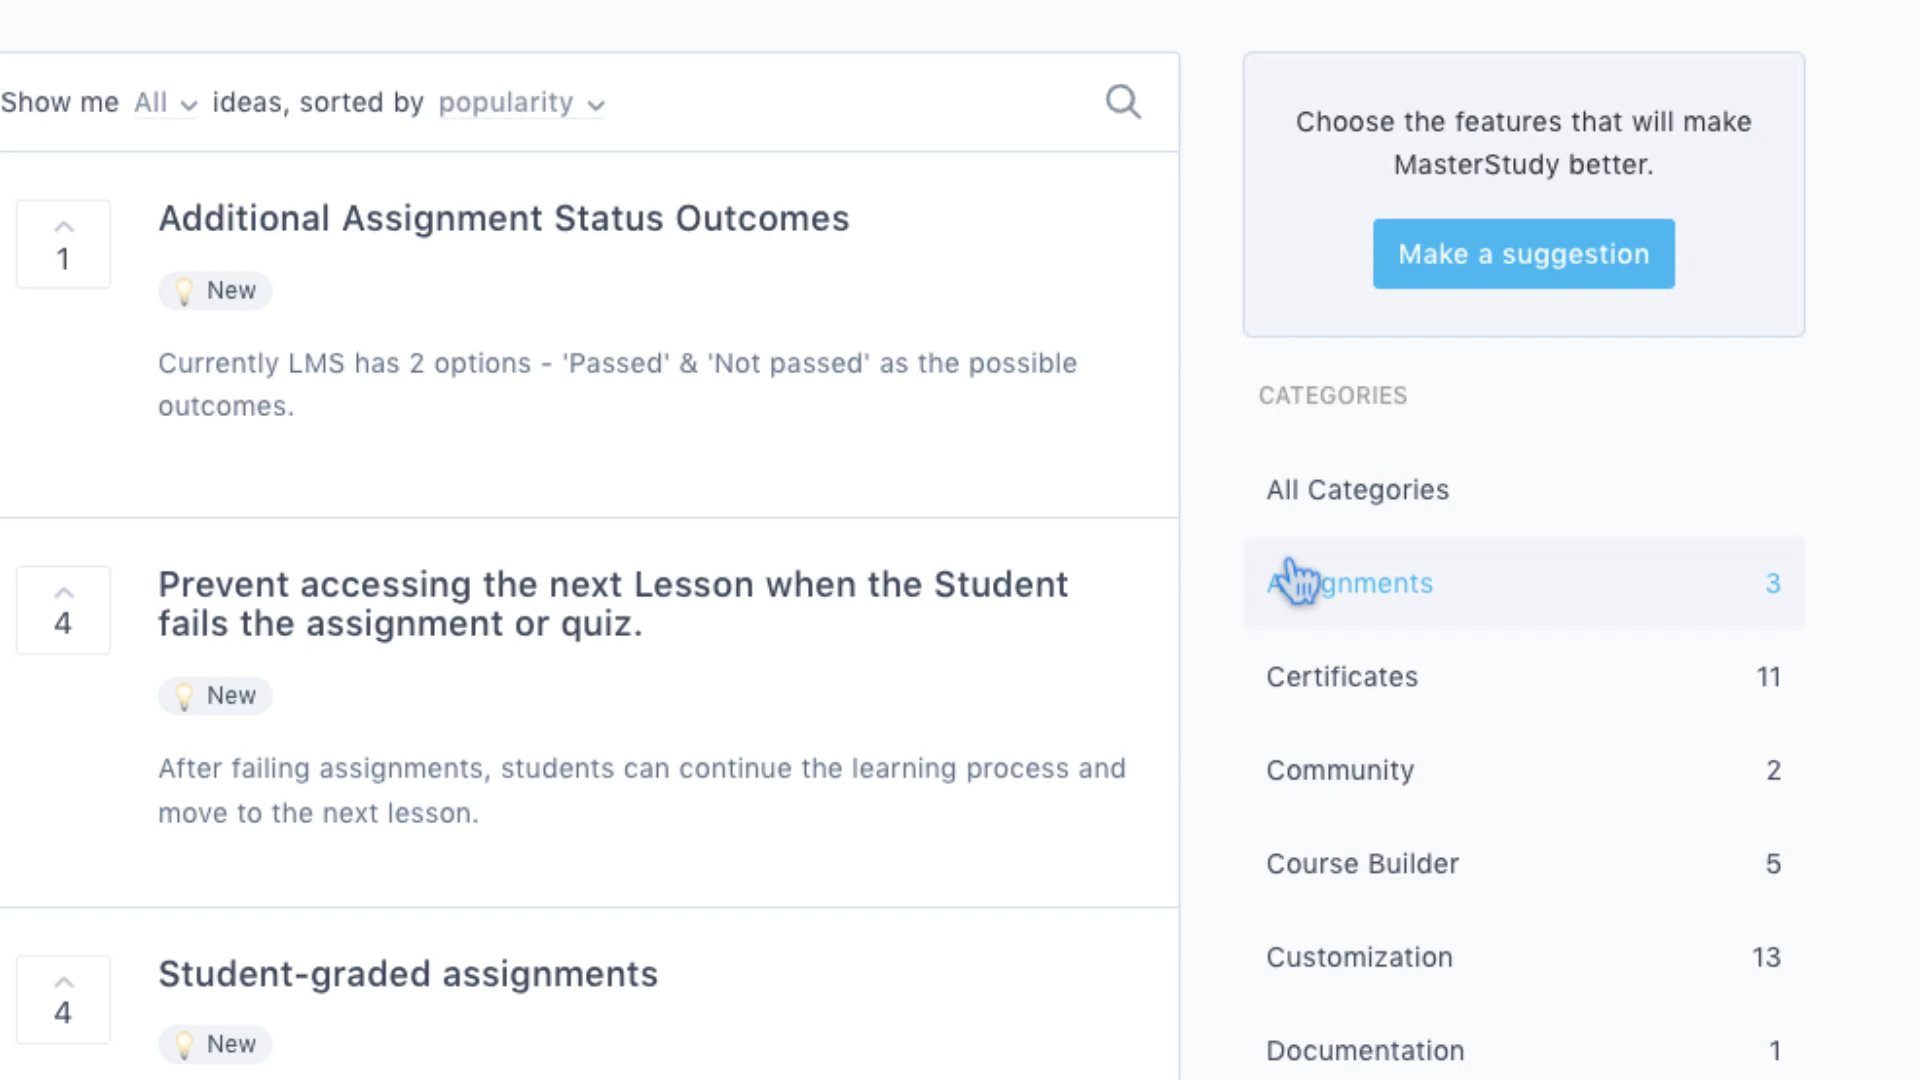 Show me All ideas, sorted by popularity
1
Additional Assignment Status Outcomes
New
Currently LMS has 2 options - 'Passed' & 'Not passed' as the possible
outcomes.
4
Prevent accessing the next Lesson when the Student
fails the assignment or quiz.
New
After failing assignments, students can continue the learning process and
move to the next lesson.
4
Student-graded assignments
New
Choose the features that will make
MasterStudy better.
Make a suggestion
CATEGORIES
All Categories
Assignments 3
Certificates 11
Community 2
Course Builder 5
Customization 13
Documentation 1